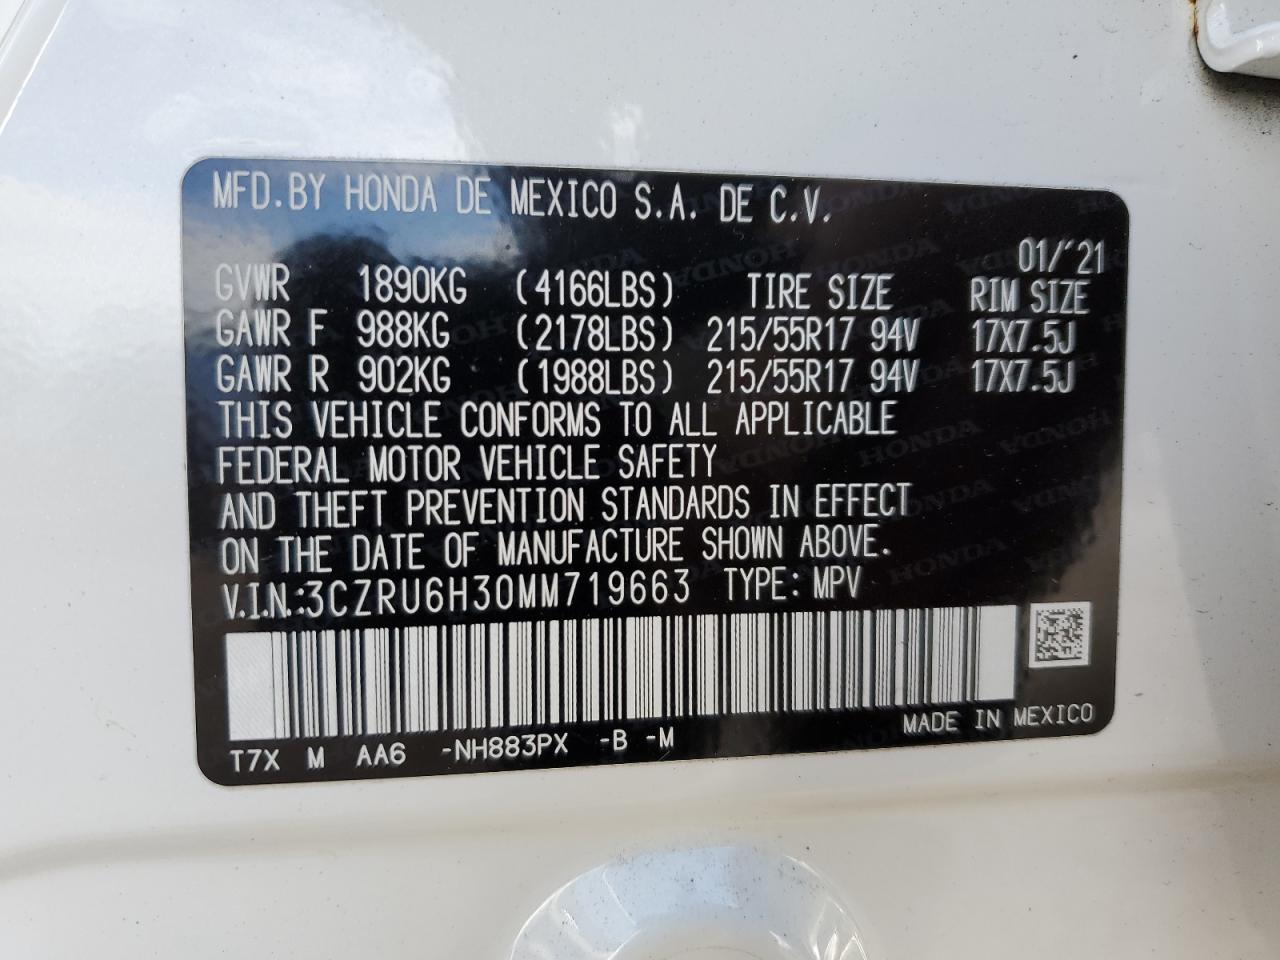 MFD.BY HONDA DE MEXICO S.A. DE C.V.
01/'21
GVWR 1890KG (4166LBS) TIRE SIZE RIM SIZE
GAWR F 988KG (2178LBS) 215/55R17 94V 17X7.5J
GAWR R 902KG (1988LBS) 215/55R17 94V 17X7.5J
THIS VEHICLE CONFORMS TO ALL APPLICABLE
FEDERAL MOTOR VEHICLE SAFETY
AND THEFT PREVENTION STANDARDS IN EFFECT
ON THE DATE OF MANUFACTURE SHOWN ABOVE.
V.I.N.:3CZRU6H30MM719663 TYPE: MPV
MADE IN MEXICO
T7X M AA6 -NH883PX -B -M